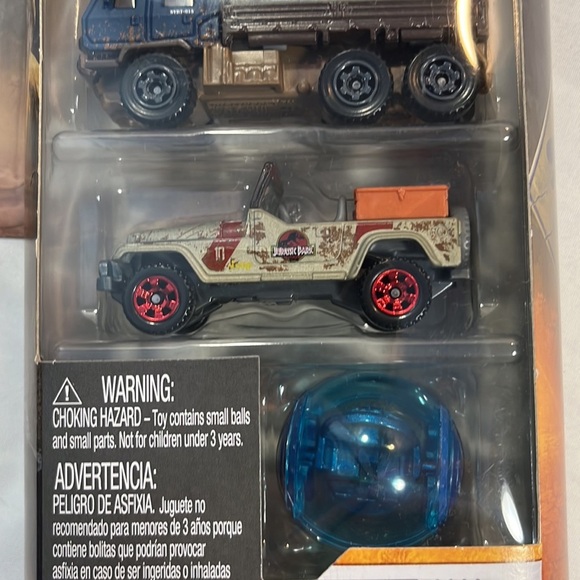 JURASSIC PARK
WARNING:
CHOKING HAZARD – Toy contains small balls
and small parts. Not for children under 3 years.
ADVERTENCIA:
PELIGRO DE ASFIXIA. Juguete no
recomendado para menores de 3 años porque
contiene bolitas que podrían provocar
asfixia en caso de ser ingeridas o inhaladas